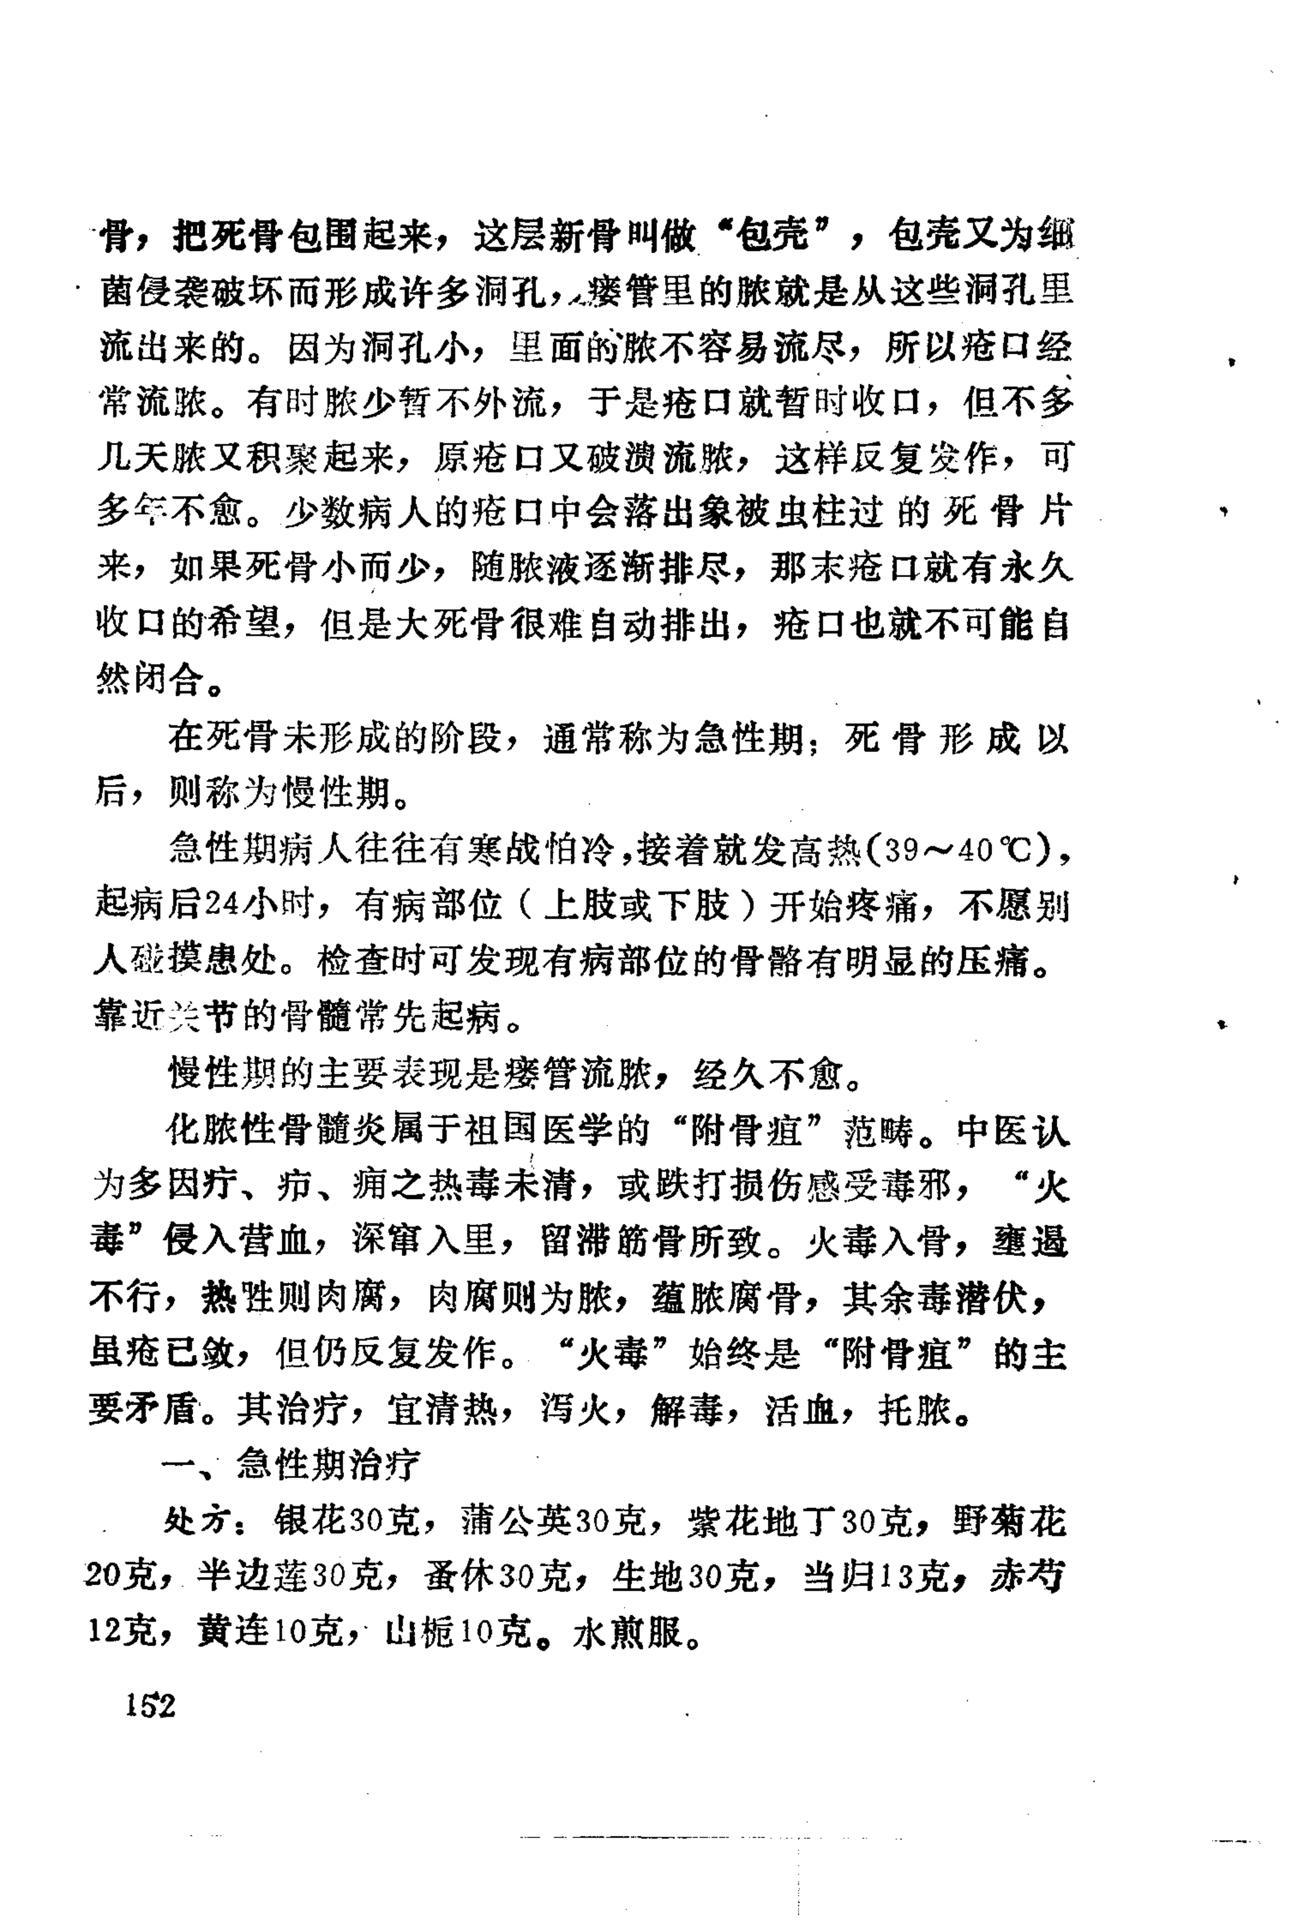 骨，把死骨包围起来，这层新骨叫做“包壳”，包壳又为细
菌侵袭破坏而形成许多洞孔，瘘管里的脓就是从这些洞孔里
流出来的。因为洞孔小，里面的脓不容易流尽，所以疮口经
常流脓。有时脓少暂不外流，于是疮口就暂时收口，但不多
几天脓又积聚起来，原疮口又破溃流脓，这样反复发作，可
多年不愈。少数病人的疮口中会落出象被虫柱过的死骨片
来，如果死骨小而少，随脓液逐渐排尽，那末疮口就有永久
收口的希望，但是大死骨很难自动排出，疮口也就不可能自
然闭合。
在死骨未形成的阶段，通常称为急性期；死骨形成以
后，则称为慢性期。
急性期病人往往有寒战怕冷，接着就发高热(39～40℃)，
起病后24小时，有病部位（上肢或下肢）开始疼痛，不愿别
人碰摸患处。检查时可发现有病部位的骨骼有明显的压痛。
靠近关节的骨髓常先起病。
慢性期的主要表现是瘘管流脓，经久不愈。
化脓性骨髓炎属于祖国医学的“附骨疽”范畴。中医认
为多因疔、疖、痈之热毒未清，或跌打损伤感受毒邪，“火
毒”侵入营血，深窜入里，留滞筋骨所致。火毒入骨，壅遏
不行，热胜则肉腐，肉腐则为脓，蕴脓腐骨，其余毒潜伏，
虽疮已敛，但仍反复发作。“火毒”始终是“附骨疽”的主
要矛盾。其治疗，宜清热，泻火，解毒，活血，托脓。
一、急性期治疗
处方：银花30克，蒲公英30克，紫花地丁30克，野菊花
20克，半边莲30克，蚤休30克，生地30克，当归13克，赤芍
12克，黄连10克，山栀10克。水煎服。
152